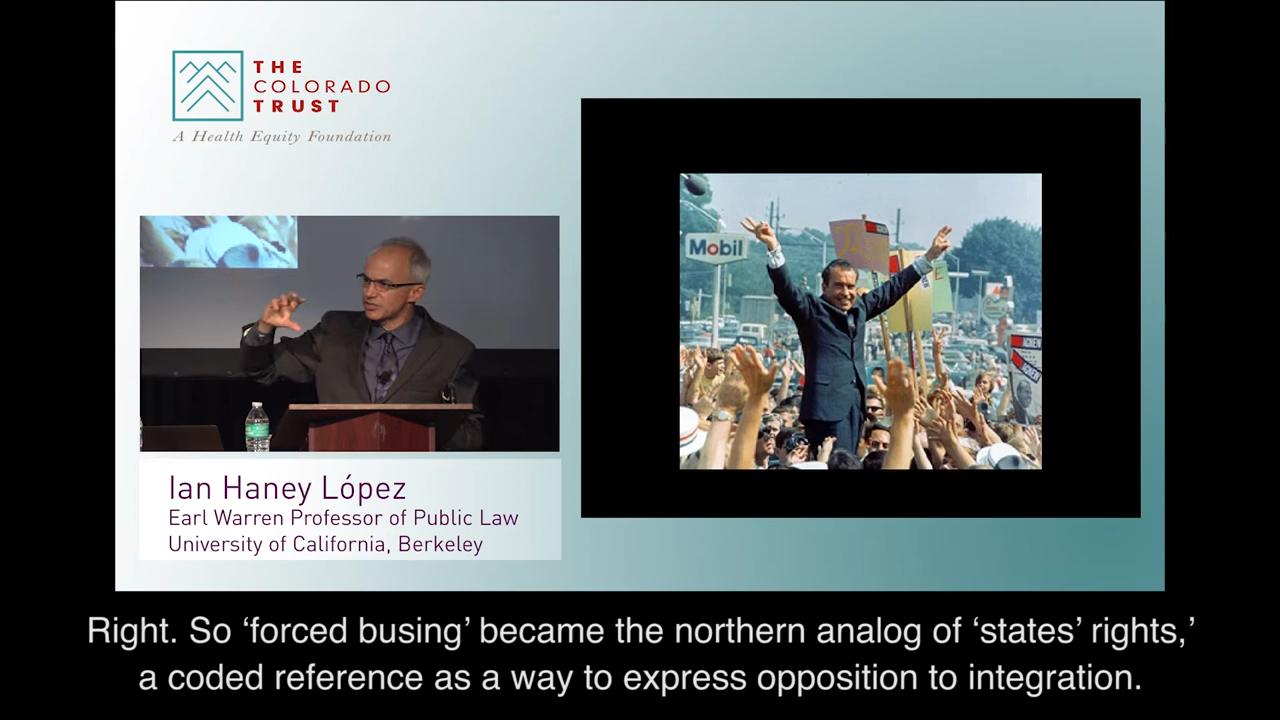 THE
COLORADO
TRUST
A Health Equity Foundation
Mobil
AGNEW
Ian Haney López
Earl Warren Professor of Public Law
University of California, Berkeley
Right. So ‘forced busing’ became the northern analog of ‘states’ rights,’
a coded reference as a way to express opposition to integration.